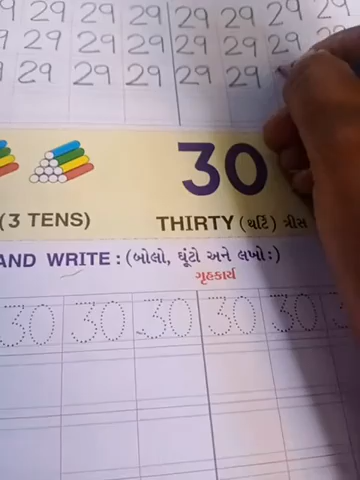 29 29 29 29 29 29 29
29 29 29 29 29 29
29 29 29 29 29
30
(3 TENS) THIRTY (થર્ટિ) ત્રીસ
AND WRITE : (બોલો, ઘૂંટો અને લખો :)
ગૃહકાર્ય
30 30 30 30 30